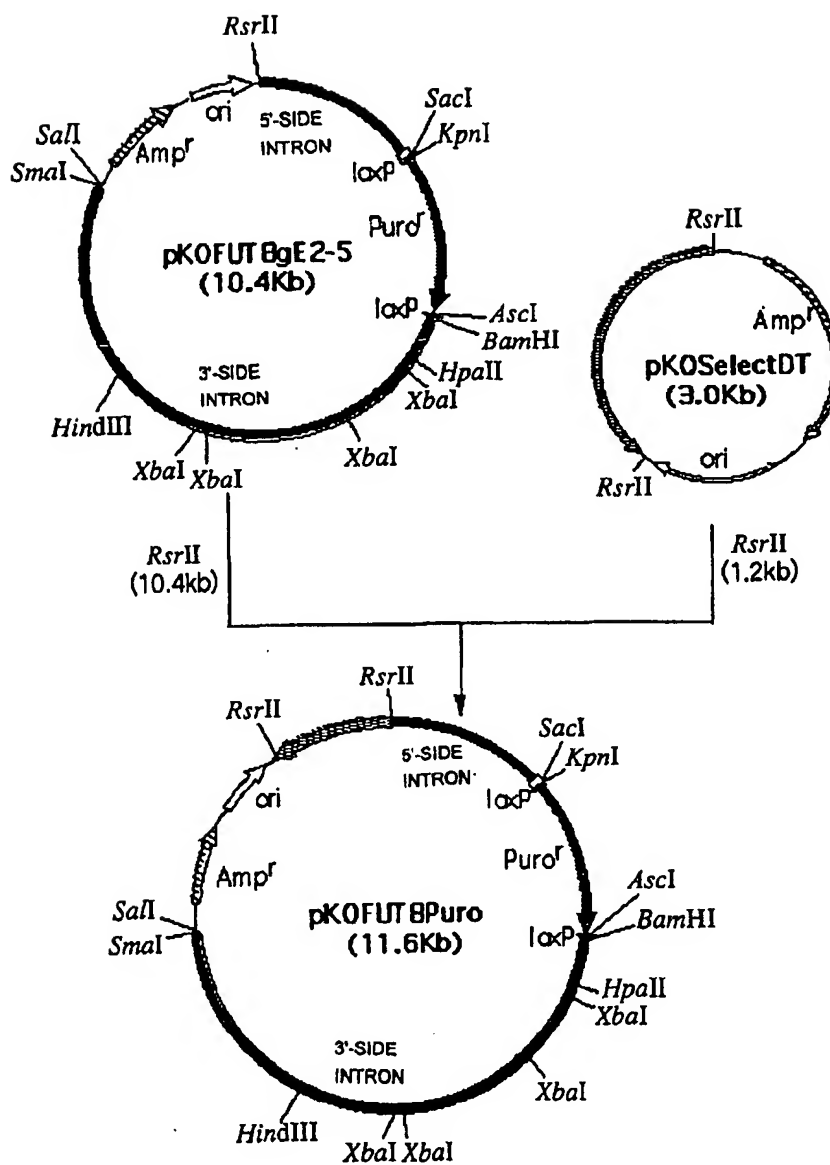 RsrII
SacI
KpnI
ori
5'-SIDE
INTRON
SalI
SmaI
Ampr
loxp
Puror
pKOFUT8gE2-5
(10.4Kb)
loxp
AscI
BamHI
HpaII
XbaI
3'-SIDE
INTRON
HindIII
XbaI
XbaI
XbaI
RsrII
Ampr
pKOSelectDT
(3.0Kb)
ori
RsrII
RsrII
(10.4kb)
RsrII
(1.2kb)
RsrII
RsrII
SacI
KpnI
5'-SIDE
INTRON
loxp
ori
Puror
Ampr
AscI
BamHI
SalI
SmaI
pKOFUT8Puro
(11.6Kb)
loxp
HpaII
XbaI
3'-SIDE
INTRON
XbaI
HindIII
XbaI XbaI